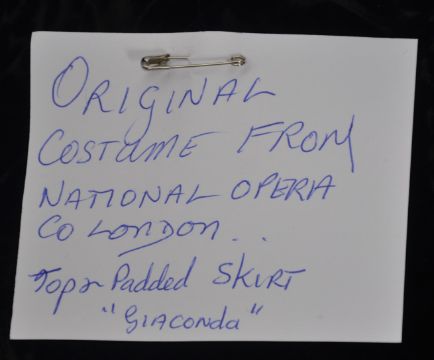 ORIGINAL
COSTUME FROM
NATIONAL OPERA
CO LONDON..
Top & Padded SKIRT
"GIACONdA"